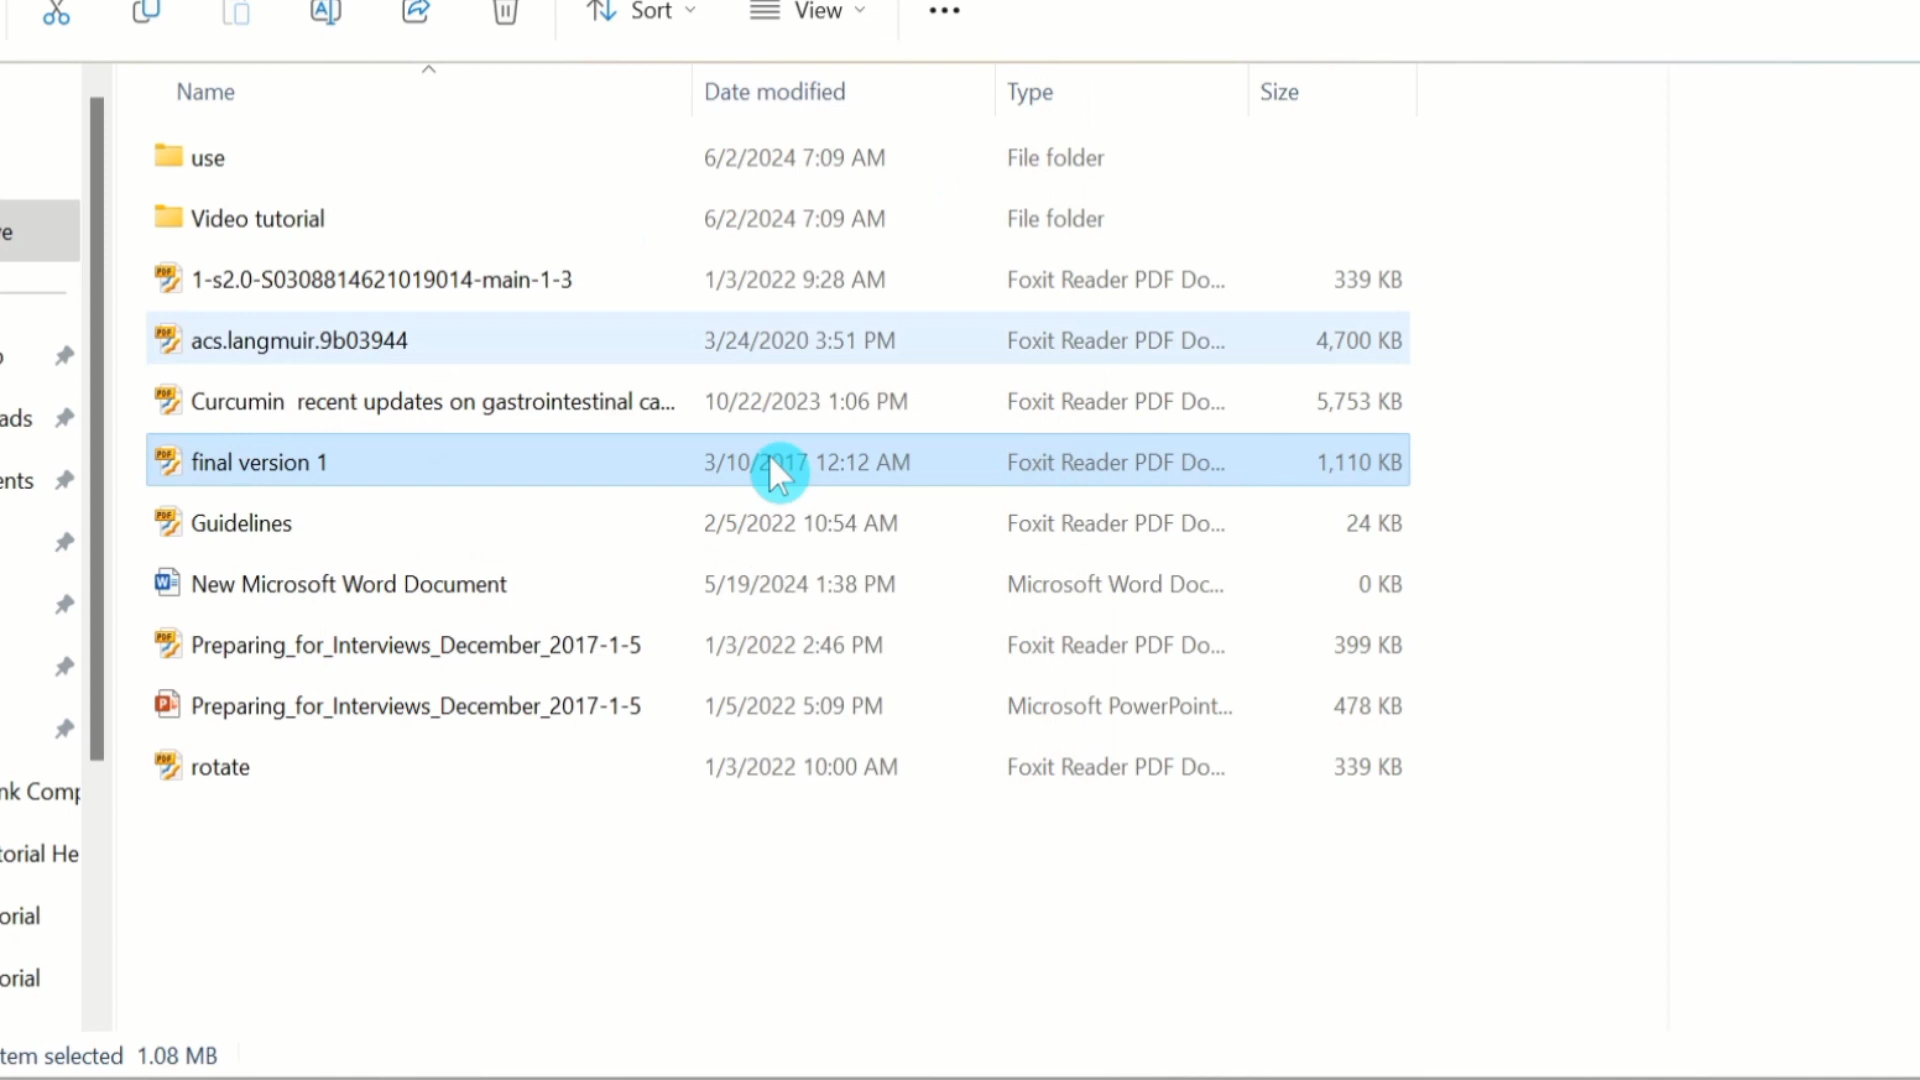 Sort View
Name Date modified Type Size
use 6/2/2024 7:09 AM File folder
Video tutorial 6/2/2024 7:09 AM File folder
e
1-s2.0-S0308814621019014-main-1-3 1/3/2022 9:28 AM Foxit Reader PDF Do... 339 KB
acs.langmuir.9b03944 3/24/2020 3:51 PM Foxit Reader PDF Do... 4,700 KB
Curcumin recent updates on gastrointestinal ca... 10/22/2023 1:06 PM Foxit Reader PDF Do... 5,753 KB
ads
final version 1 3/10/2017 12:12 AM Foxit Reader PDF Do... 1,110 KB
ents
Guidelines 2/5/2022 10:54 AM Foxit Reader PDF Do... 24 KB
New Microsoft Word Document 5/19/2024 1:38 PM Microsoft Word Doc... 0 KB
Preparing_for_Interviews_December_2017-1-5 1/3/2022 2:46 PM Foxit Reader PDF Do... 399 KB
Preparing_for_Interviews_December_2017-1-5 1/5/2022 5:09 PM Microsoft PowerPoint... 478 KB
rotate 1/3/2022 10:00 AM Foxit Reader PDF Do... 339 KB
nk Comp
torial He
orial
orial
tem selected 1.08 MB